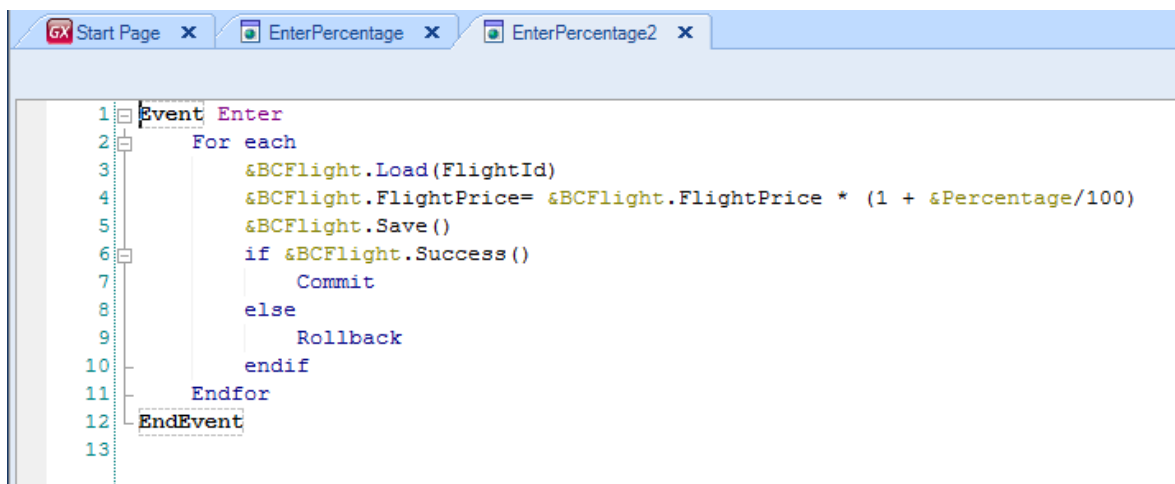 GX Start Page x EnterPercentage x EnterPercentage2 x
1 Event Enter
2 For each
3 &BCFlight.Load(FlightId)
4 &BCFlight.FlightPrice= &BCFlight.FlightPrice * (1 + &Percentage/100)
5 &BCFlight.Save()
6 if &BCFlight.Success()
7 Commit
8 else
9 Rollback
10 endif
11 Endfor
12 EndEvent
13